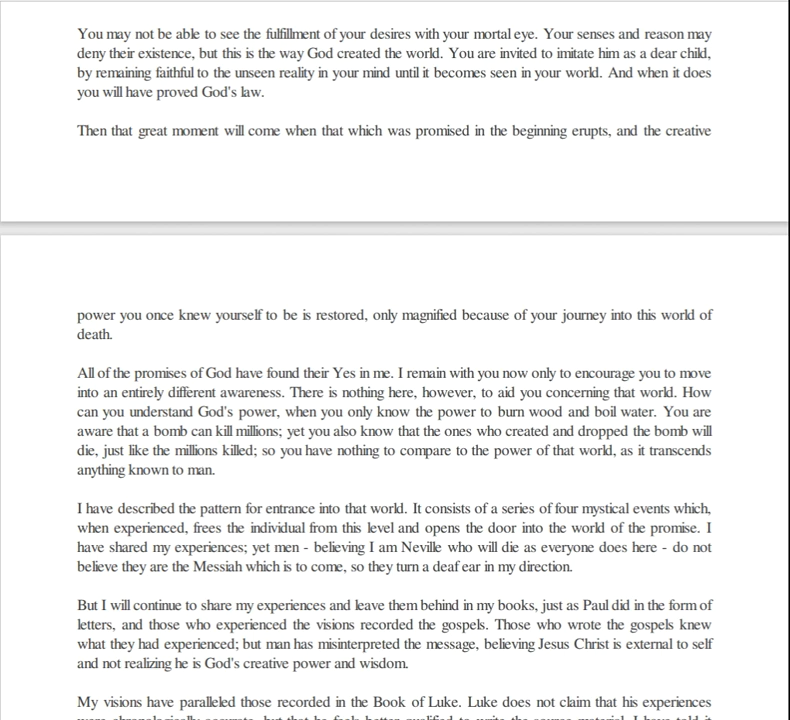 You may not be able to see the fulfillment of your desires with your mortal eye. Your senses and reason may
deny their existence, but this is the way God created the world. You are invited to imitate him as a dear child,
by remaining faithful to the unseen reality in your mind until it becomes seen in your world. And when it does
you will have proved God's law.
Then that great moment will come when that which was promised in the beginning erupts, and the creative
power you once knew yourself to be is restored, only magnified because of your journey into this world of
death.
All of the promises of God have found their Yes in me. I remain with you now only to encourage you to move
into an entirely different awareness. There is nothing here, however, to aid you concerning that world. How
can you understand God's power, when you only know the power to burn wood and boil water. You are
aware that a bomb can kill millions; yet you also know that the ones who created and dropped the bomb will
die, just like the millions killed; so you have nothing to compare to the power of that world, as it transcends
anything known to man.
I have described the pattern for entrance into that world. It consists of a series of four mystical events which,
when experienced, frees the individual from this level and opens the door into the world of the promise. I
have shared my experiences; yet men - believing I am Neville who will die as everyone does here - do not
believe they are the Messiah which is to come, so they turn a deaf ear in my direction.
But I will continue to share my experiences and leave them behind in my books, just as Paul did in the form of
letters, and those who experienced the visions recorded the gospels. Those who wrote the gospels knew
what they had experienced; but man has misinterpreted the message, believing Jesus Christ is external to self
and not realizing he is God's creative power and wisdom.
My visions have paralleled those recorded in the Book of Luke. Luke does not claim that his experiences